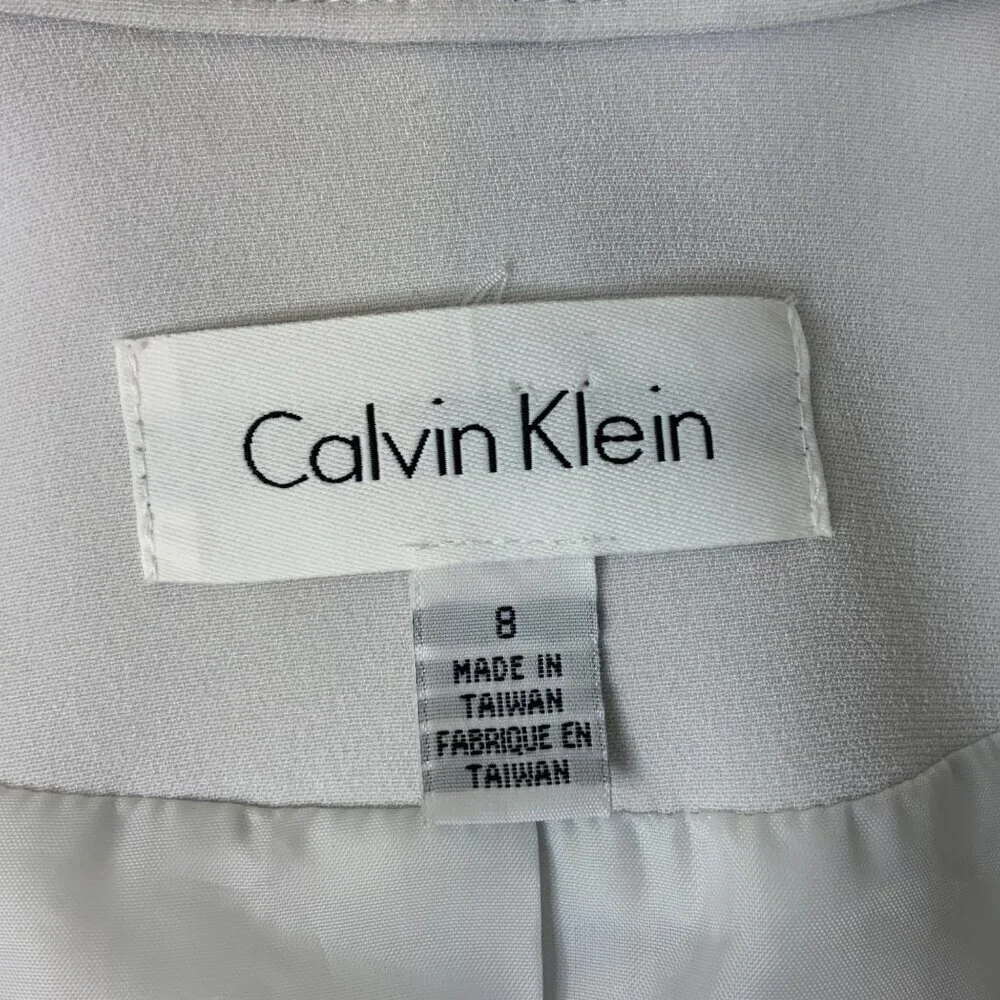 Calvin Klein
8
MADE IN
TAIWAN
FABRIQUE EN
TAIWAN